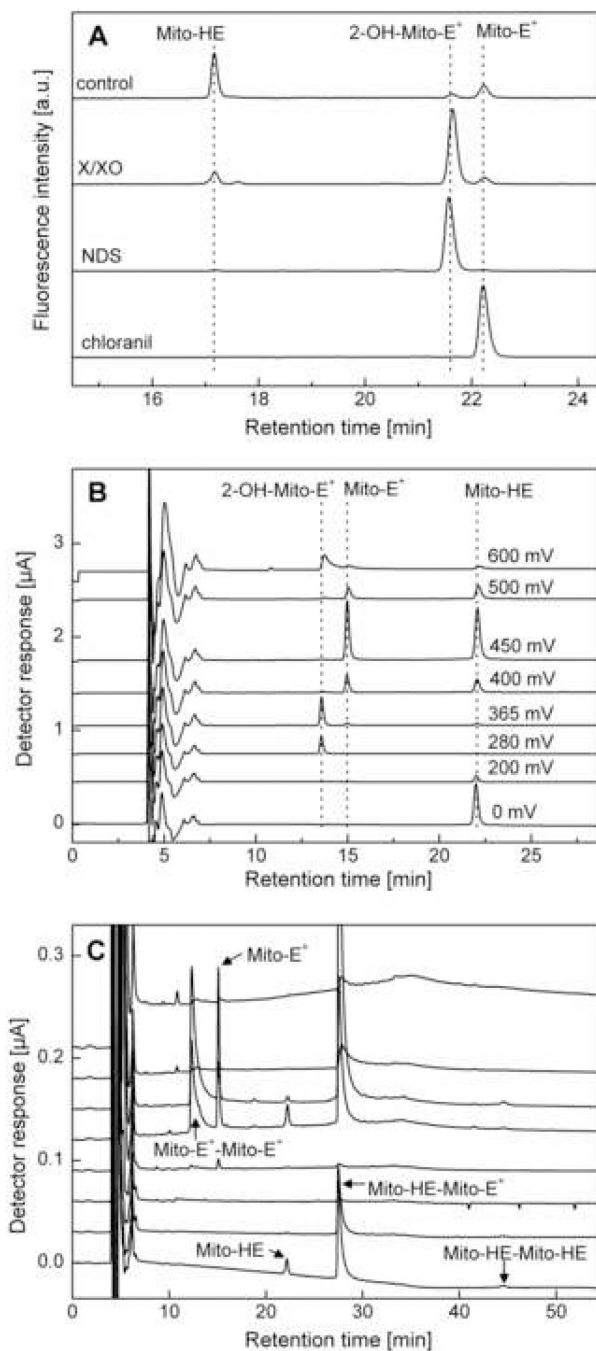 A
Mito-HE 2-OH-Mito-E⁺ Mito-E⁺
control
X/XO
NDS
chloranil
Fluorescence intensity [a.u.]
16 18 20 22 24
Retention time [min]
B
2-OH-Mito-E⁺ Mito-E⁺ Mito-HE
600 mV
500 mV
450 mV
400 mV
365 mV
280 mV
200 mV
0 mV
Detector response [µA]
3
2
1
0
0 5 10 15 20 25
Retention time [min]
C
Mito-E⁺
Mito-E⁺-Mito-E⁺
Mito-HE-Mito-E⁺
Mito-HE
Mito-HE-Mito-HE
Detector response [µA]
0.3
0.2
0.1
0.0
0 10 20 30 40 50
Retention time [min]